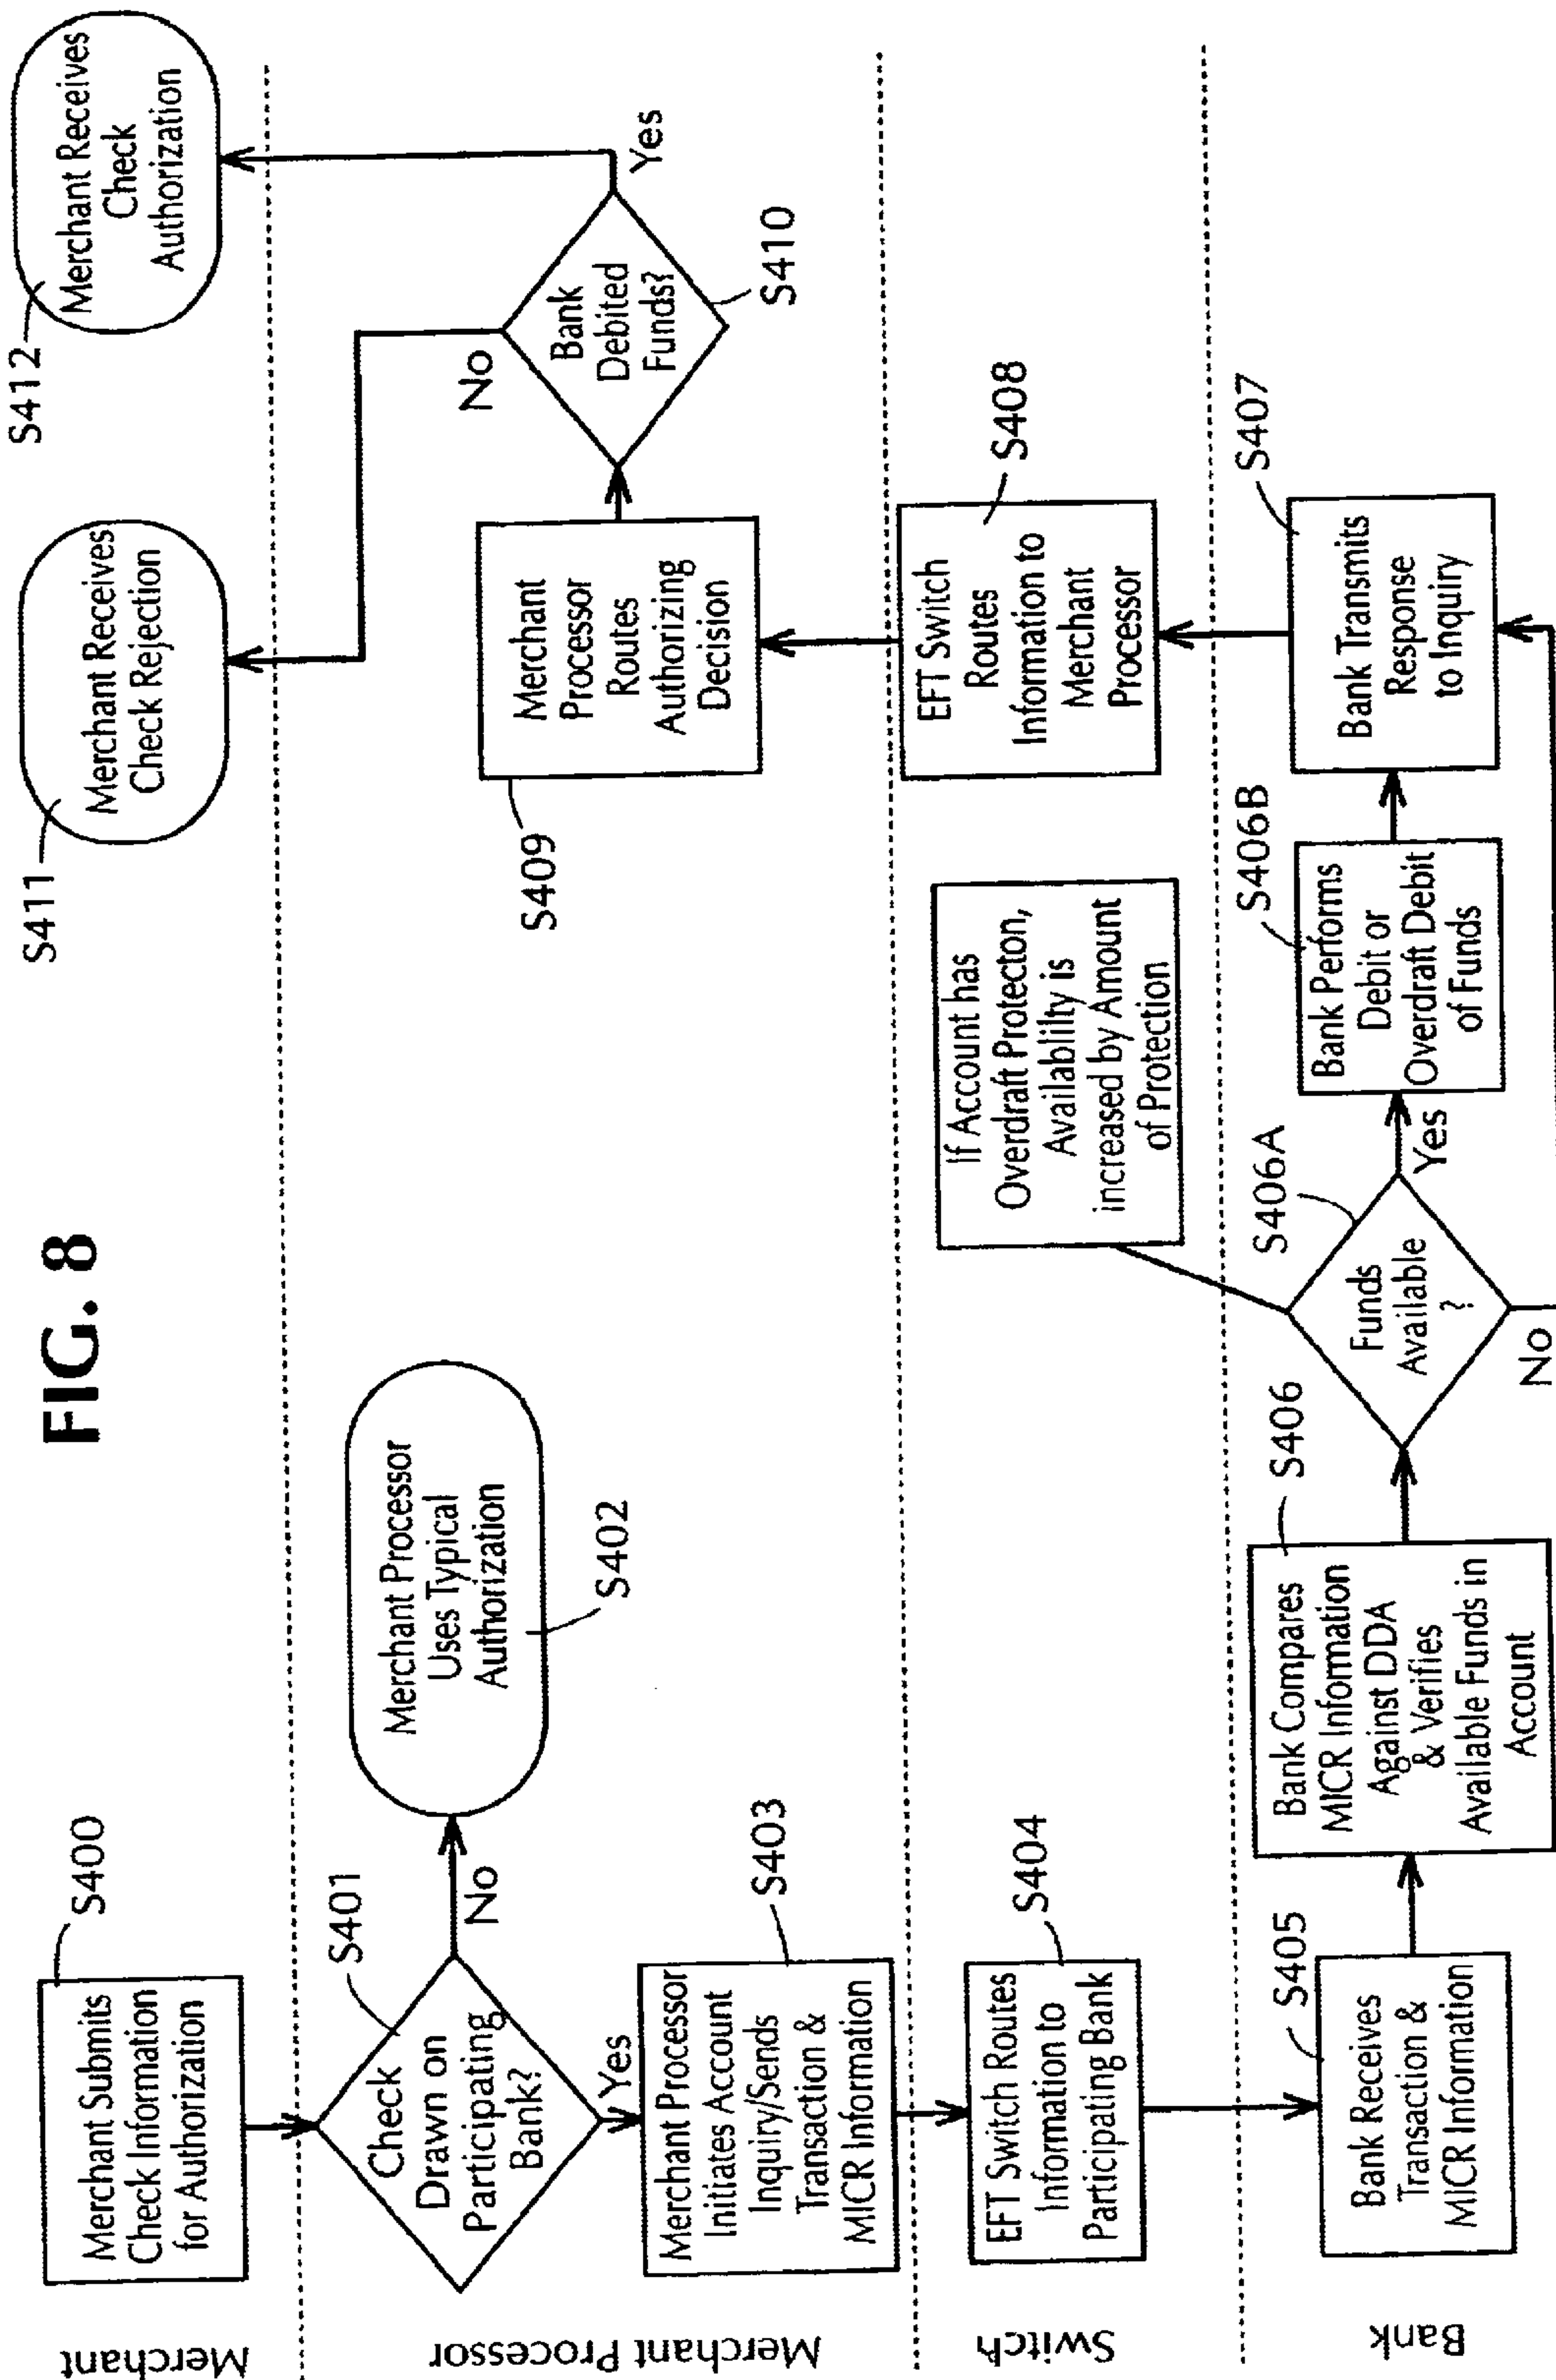 FIG. 8
Merchant
Merchant Submits
Check Information
for Authorization
S400
Merchant Receives
Check Rejection
S411
Merchant Receives
Check
Authorization
S412
Merchant Processor
Check
Drawn on
Participating
Bank?
S401
No
Yes
Merchant Processor
Uses Typical
Authorization
S402
Merchant Processor
Initiates Account
Inquiry/Sends
Transaction &
MICR Information
S403
Merchant
Processor
Routes
Authorizing
Decision
S409
Bank
Debited
Funds?
S410
No
Yes
Switch
EFT Switch Routes
Information to
Participating Bank
S404
If Account has
Overdraft Protecton,
Availablilty is
increased by Amount
of Protection
EFT Switch
Routes
Information to
Merchant
Processor
S408
Bank
Bank Receives
Transaction &
MICR Information
S405
Bank Compares
MICR Information
Against DDA
& Verifies
Available Funds in
Account
S406
Funds
Available
?
S406A
Yes
No
Bank Performs
Debit or
Overdraft Debit
of Funds
S406B
Bank Transmits
Response
to Inquiry
S407